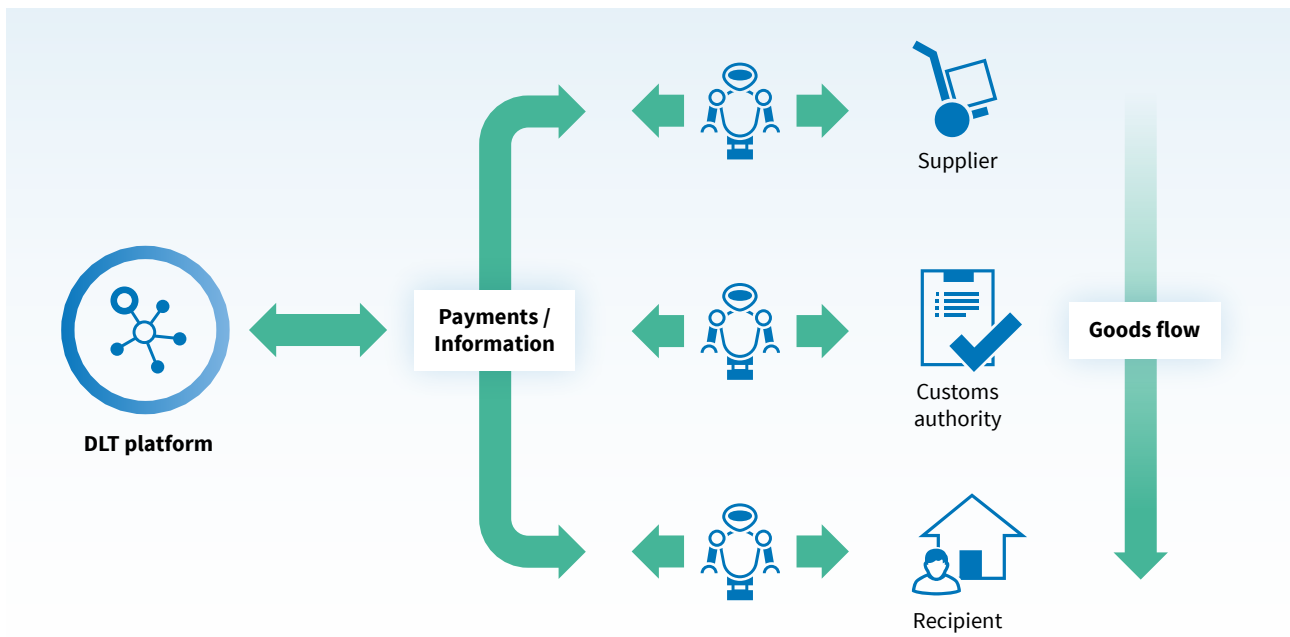 Supplier
Payments /
Information
Goods flow
Customs
authority
DLT platform
Recipient